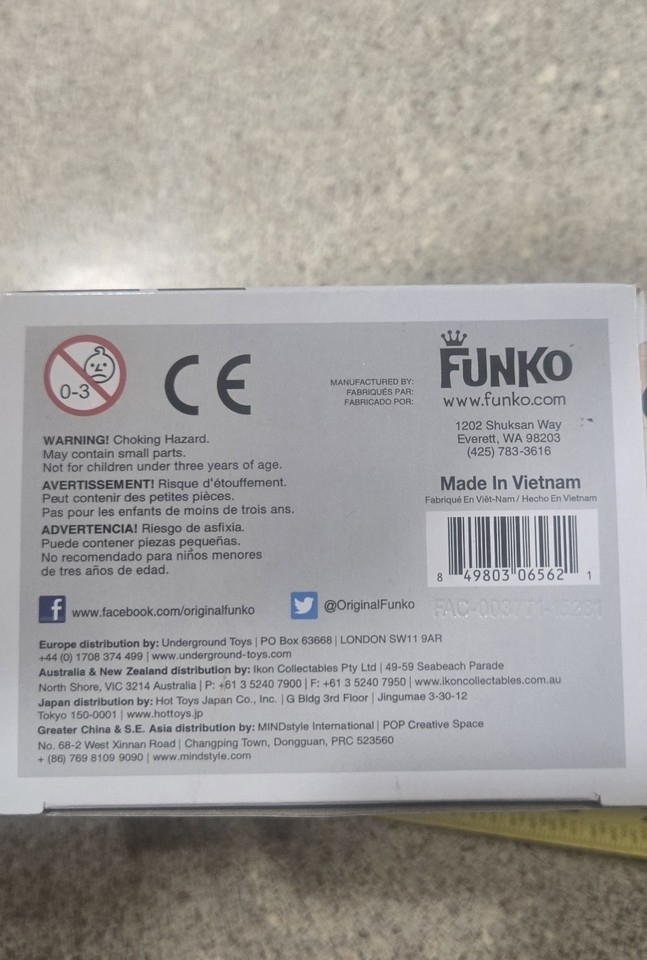 0-3
CE
MANUFACTURED BY:
FABRIQUÉS PAR:
FABRICADO POR:
FUNKO
www.funko.com
1202 Shuksan Way
Everett, WA 98203
(425) 783-3616
WARNING! Choking Hazard.
May contain small parts.
Not for children under three years of age.
AVERTISSEMENT! Risque d'étouffement.
Peut contenir des petites pièces.
Pas pour les enfants de moins de trois ans.
ADVERTENCIA! Riesgo de asfixia.
Puede contener piezas pequeñas.
No recomendado para niños menores
de tres años de edad.
Made In Vietnam
Fabriqué En Viêt-Nam / Hecho En Vietnam
8 49803 06562 1
f www.facebook.com/originalfunko
@OriginalFunko
Europe distribution by: Underground Toys | PO Box 63668 | LONDON SW11 9AR
+44 (0) 1708 374 499 | www.underground-toys.com
Australia & New Zealand distribution by: Ikon Collectables Pty Ltd | 49-59 Seabeach Parade
North Shore, VIC 3214 Australia | P: +61 3 5240 7900 | F: +61 3 5240 7950 | www.ikoncollectables.com.au
Japan distribution by: Hot Toys Japan Co., Inc. | G Bldg 3rd Floor | Jingumae 3-30-12
Tokyo 150-0001 | www.hottoys.jp
Greater China & S.E. Asia distribution by: MINDstyle International | POP Creative Space
No. 68-2 West Xinnan Road | Changping Town, Dongguan, PRC 523560
+ (86) 769 8109 9090 | www.mindstyle.com